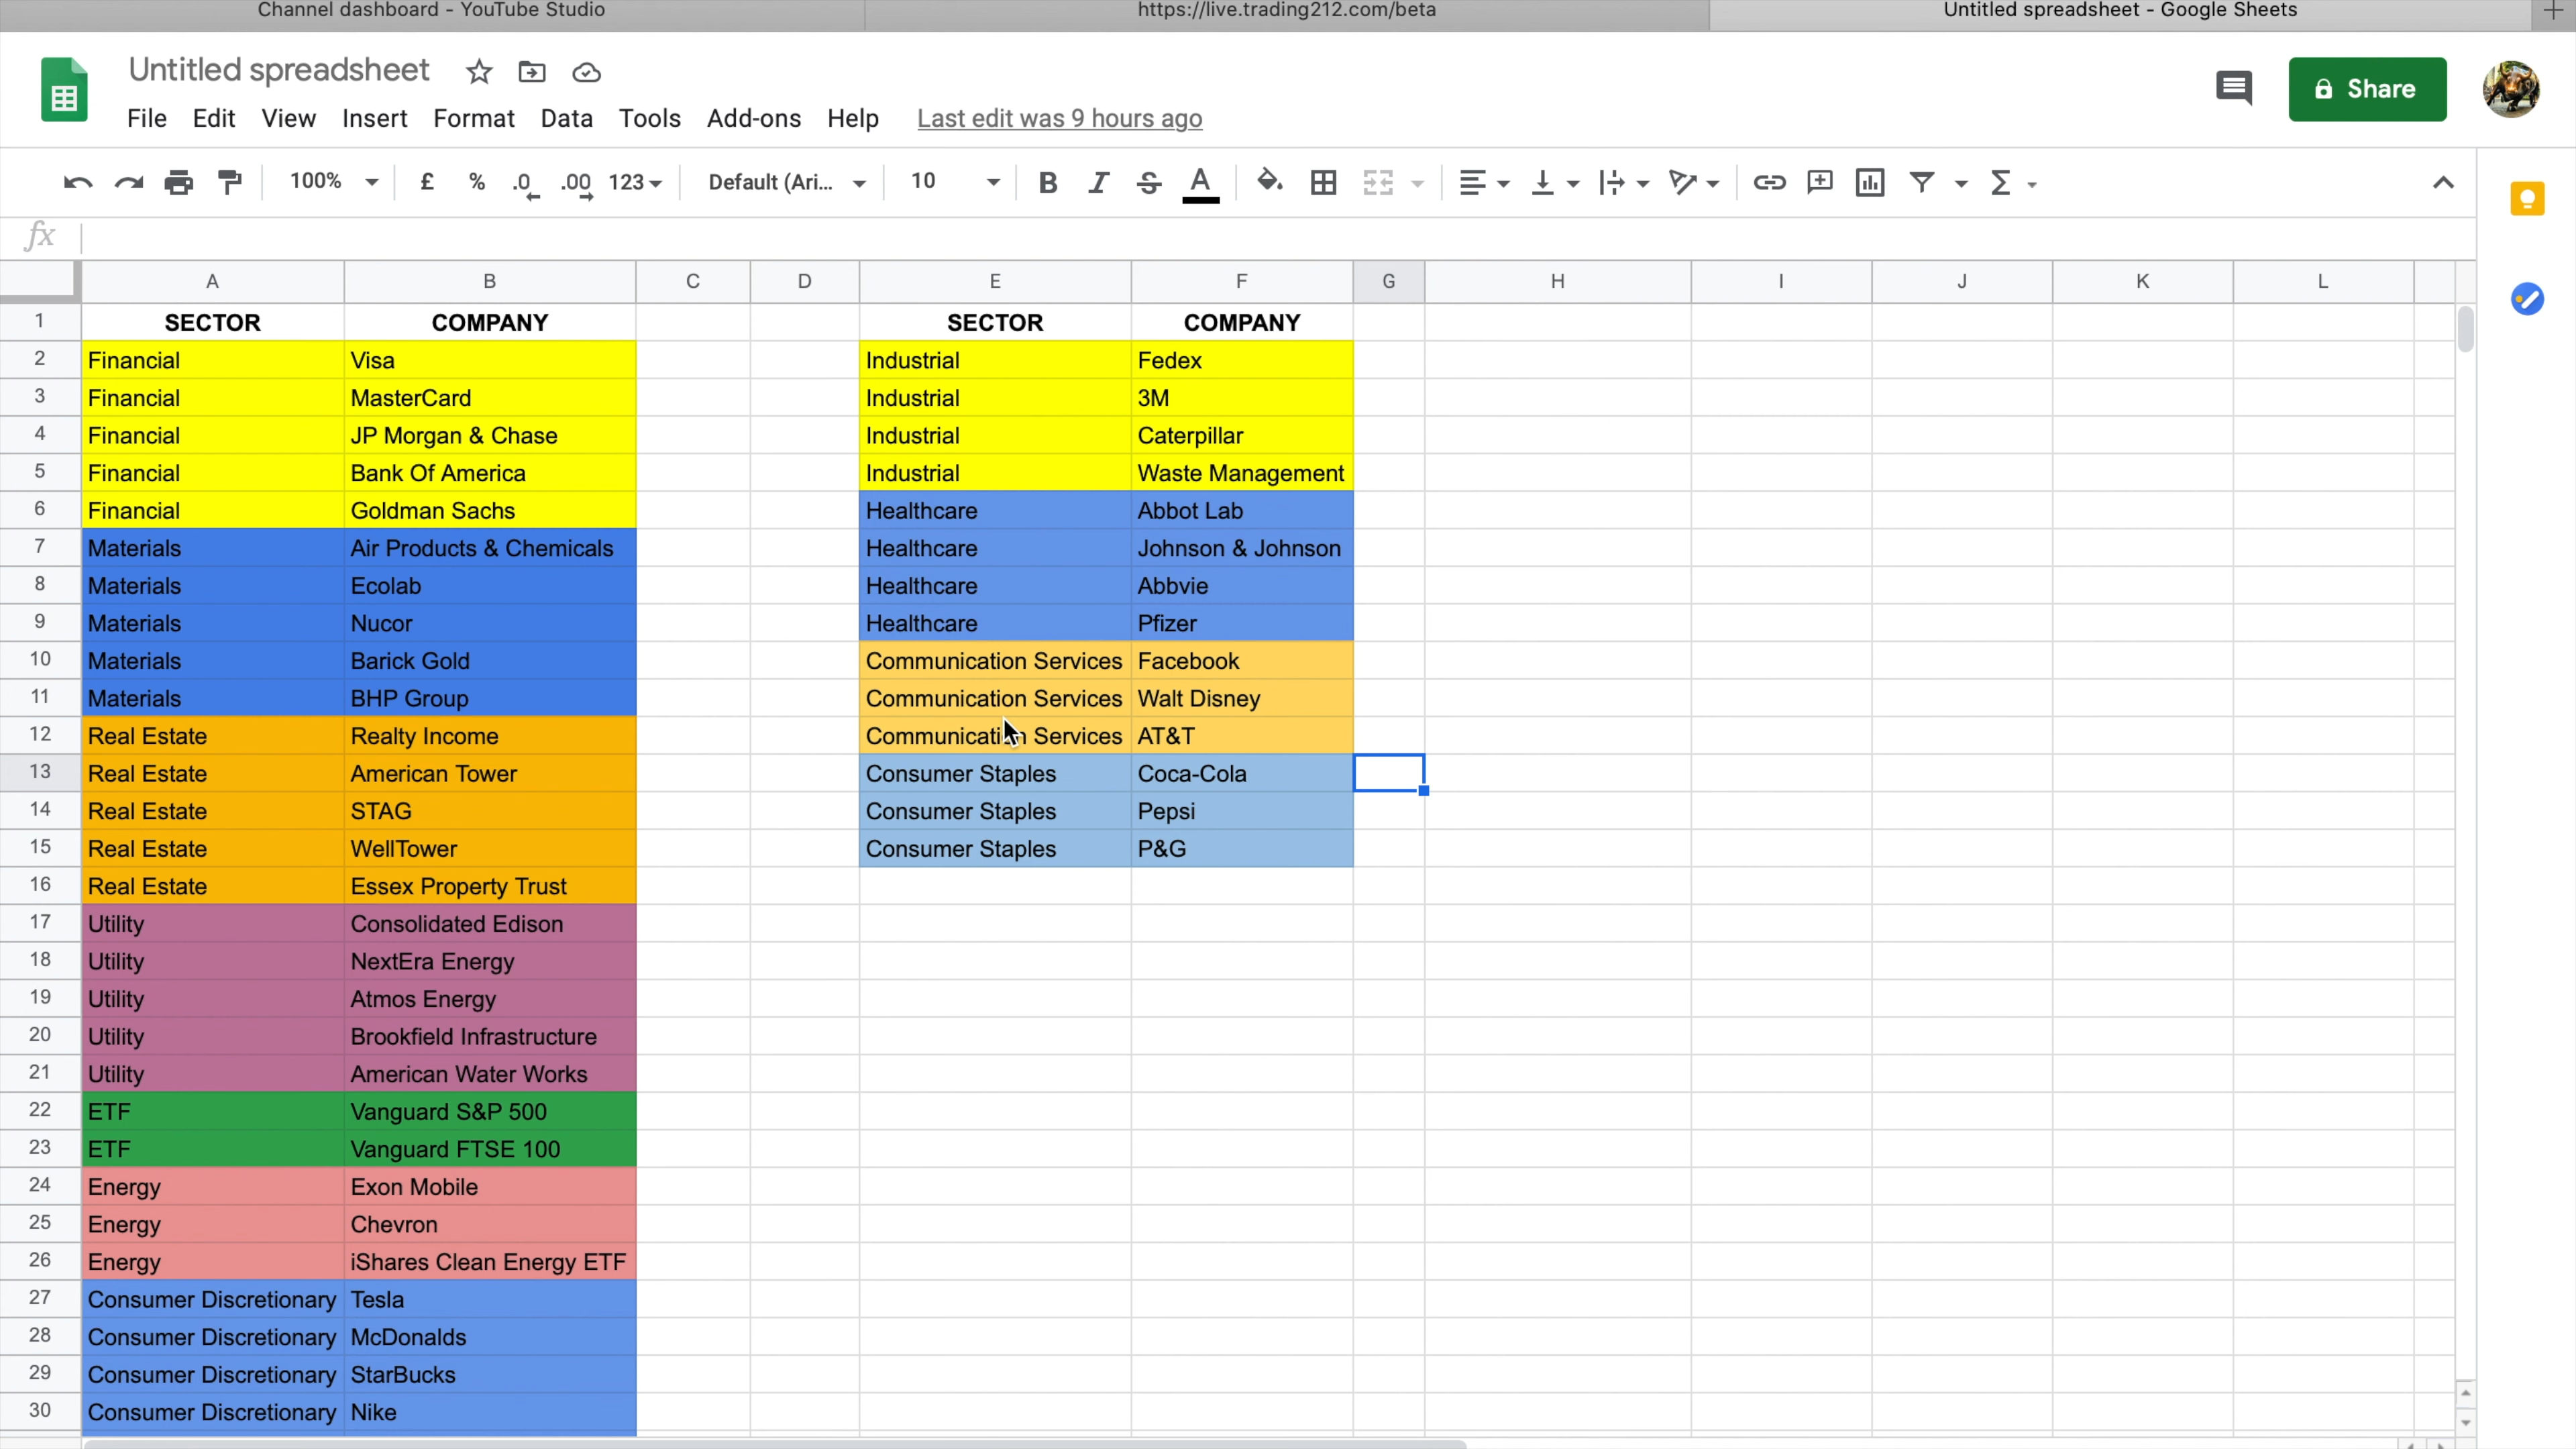 Channel dashboard - YouTube Studio https://live.trading212.com/beta Untitled spreadsheet - Google Sheets
Untitled spreadsheet
Share
File Edit View Insert Format Data Tools Add-ons Help Last edit was 9 hours ago
100% £ % .0 .00 123 Default (Ari... 10 B I S A Σ
fx
A B C D E F G H I J K L
1 SECTOR COMPANY SECTOR COMPANY
2 Financial Visa Industrial Fedex
3 Financial MasterCard Industrial 3M
4 Financial JP Morgan & Chase Industrial Caterpillar
5 Financial Bank Of America Industrial Waste Management
6 Financial Goldman Sachs Healthcare Abbot Lab
7 Materials Air Products & Chemicals Healthcare Johnson & Johnson
8 Materials Ecolab Healthcare Abbvie
9 Materials Nucor Healthcare Pfizer
10 Materials Barick Gold Communication Services Facebook
11 Materials BHP Group Communication Services Walt Disney
12 Real Estate Realty Income Communication Services AT&T
13 Real Estate American Tower Consumer Staples Coca-Cola
14 Real Estate STAG Consumer Staples Pepsi
15 Real Estate WellTower Consumer Staples P&G
16 Real Estate Essex Property Trust
17 Utility Consolidated Edison
18 Utility NextEra Energy
19 Utility Atmos Energy
20 Utility Brookfield Infrastructure
21 Utility American Water Works
22 ETF Vanguard S&P 500
23 ETF Vanguard FTSE 100
24 Energy Exon Mobile
25 Energy Chevron
26 Energy iShares Clean Energy ETF
27 Consumer Discretionary Tesla
28 Consumer Discretionary McDonalds
29 Consumer Discretionary StarBucks
30 Consumer Discretionary Nike